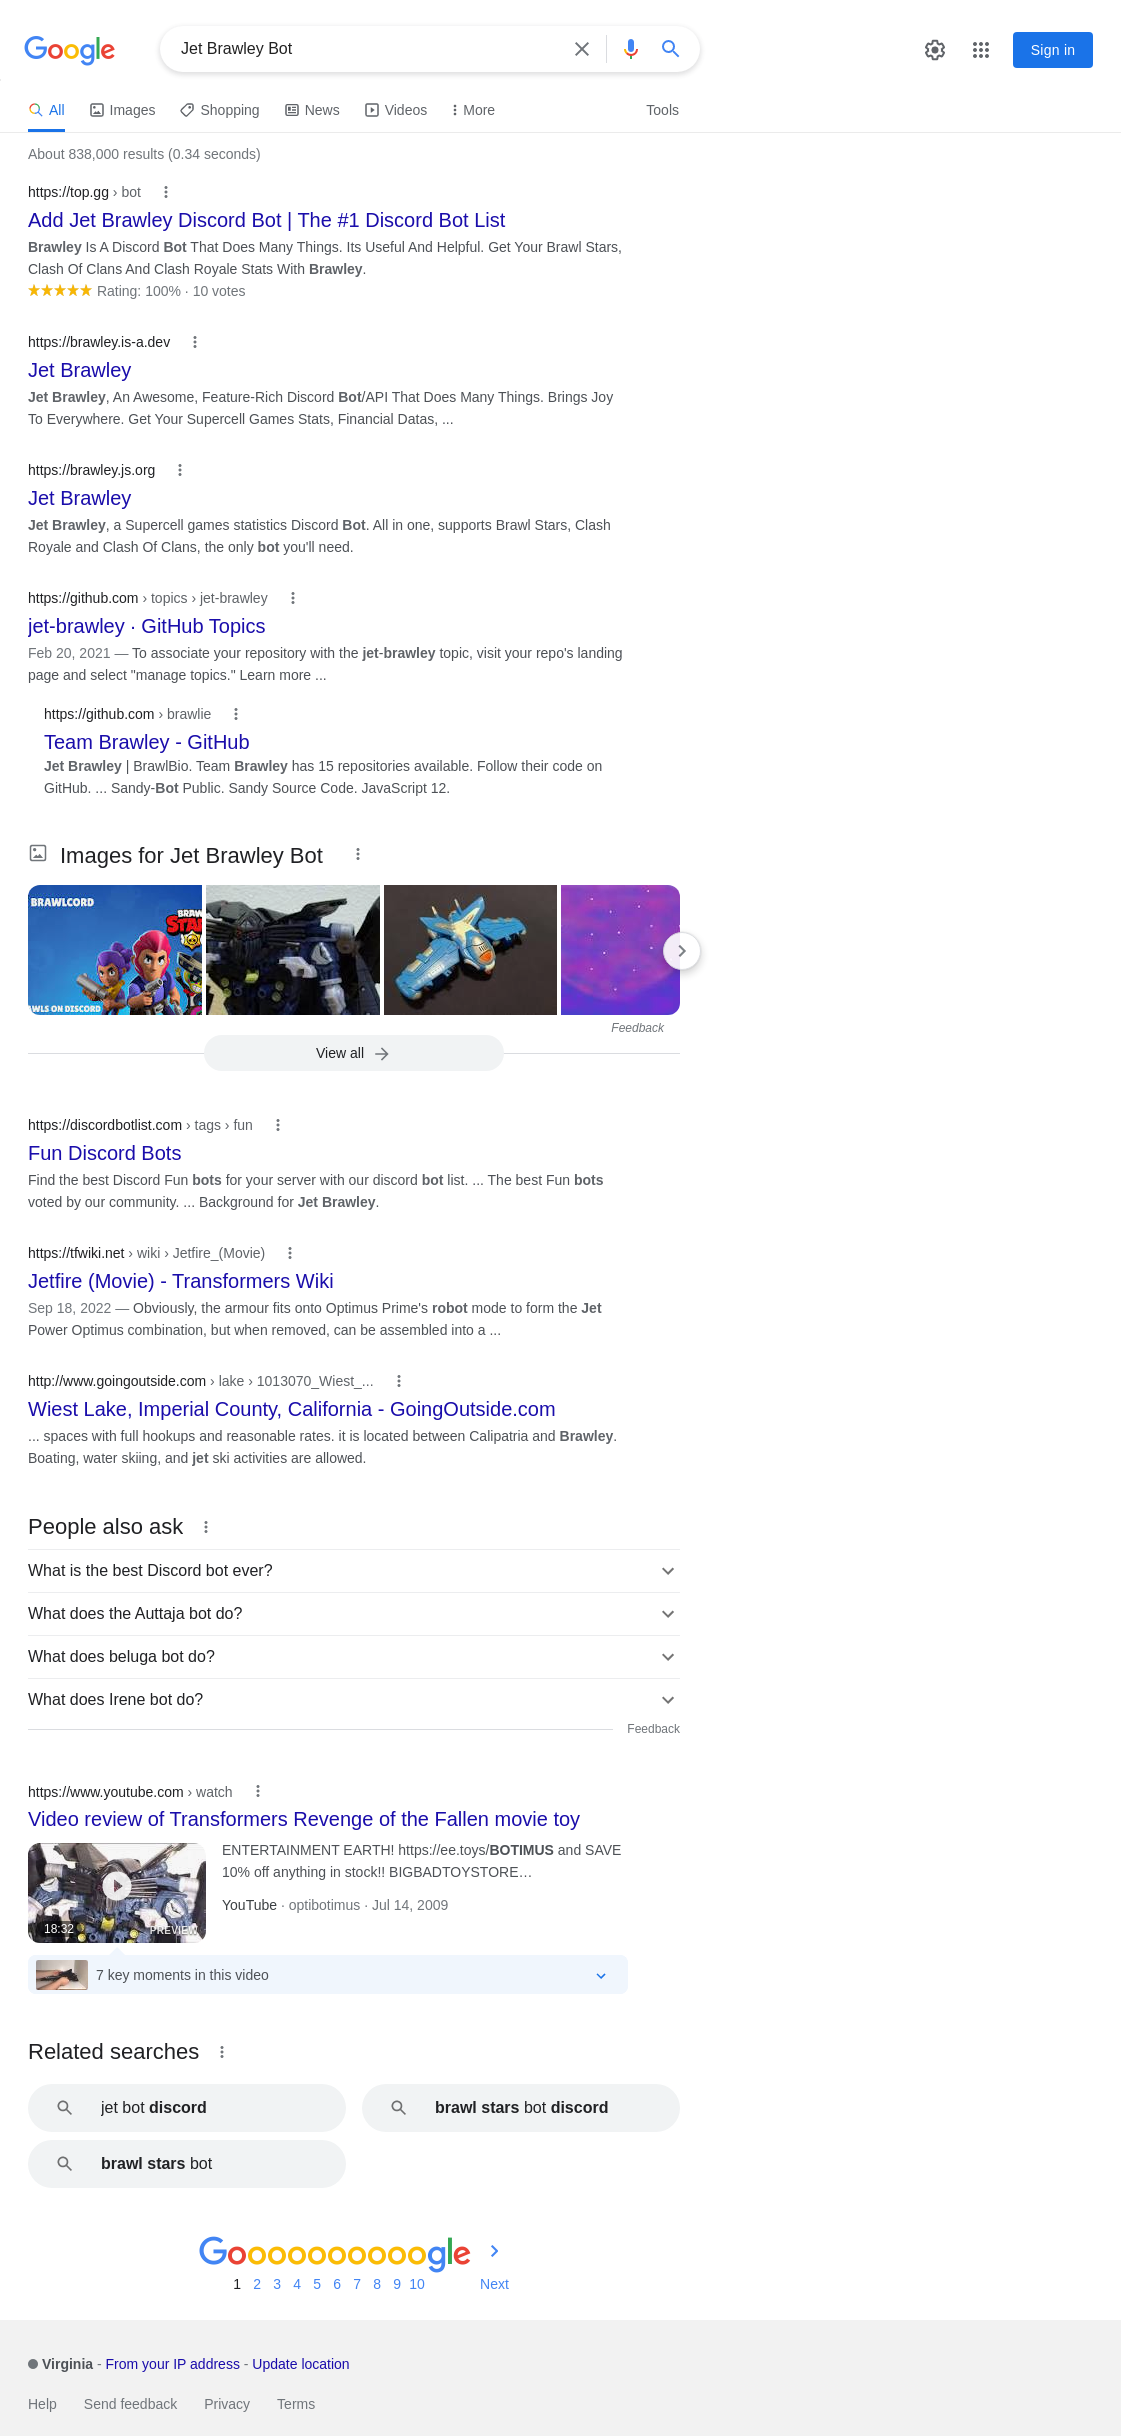 Google
Jet Brawley Bot
Sign in
All Images Shopping News Videos More Tools
About 838,000 results (0.34 seconds)
https://top.gg › bot
Add Jet Brawley Discord Bot | The #1 Discord Bot List
Brawley Is A Discord Bot That Does Many Things. Its Useful And Helpful. Get Your Brawl Stars,
Clash Of Clans And Clash Royale Stats With Brawley.
Rating: 100% · 10 votes
https://brawley.is-a.dev
Jet Brawley
Jet Brawley, An Awesome, Feature-Rich Discord Bot/API That Does Many Things. Brings Joy
To Everywhere. Get Your Supercell Games Stats, Financial Datas, ...
https://brawley.js.org
Jet Brawley
Jet Brawley, a Supercell games statistics Discord Bot. All in one, supports Brawl Stars, Clash
Royale and Clash Of Clans, the only bot you'll need.
https://github.com › topics › jet-brawley
jet-brawley · GitHub Topics
Feb 20, 2021 — To associate your repository with the jet-brawley topic, visit your repo's landing
page and select "manage topics." Learn more ...
https://github.com › brawlie
Team Brawley - GitHub
Jet Brawley | BrawlBio. Team Brawley has 15 repositories available. Follow their code on
GitHub. ... Sandy-Bot Public. Sandy Source Code. JavaScript 12.
Images for Jet Brawley Bot
BRAWLCORD
BRAW
STA
AWLS ON DISCORD
Feedback
View all
https://discordbotlist.com › tags › fun
Fun Discord Bots
Find the best Discord Fun bots for your server with our discord bot list. ... The best Fun bots
voted by our community. ... Background for Jet Brawley.
https://tfwiki.net › wiki › Jetfire_(Movie)
Jetfire (Movie) - Transformers Wiki
Sep 18, 2022 — Obviously, the armour fits onto Optimus Prime's robot mode to form the Jet
Power Optimus combination, but when removed, can be assembled into a ...
http://www.goingoutside.com › lake › 1013070_Wiest_...
Wiest Lake, Imperial County, California - GoingOutside.com
... spaces with full hookups and reasonable rates. it is located between Calipatria and Brawley.
Boating, water skiing, and jet ski activities are allowed.
People also ask
What is the best Discord bot ever?
What does the Auttaja bot do?
What does beluga bot do?
What does Irene bot do?
Feedback
https://www.youtube.com › watch
Video review of Transformers Revenge of the Fallen movie toy
ENTERTAINMENT EARTH! https://ee.toys/BOTIMUS and SAVE
10% off anything in stock!! BIGBADTOYSTORE…
YouTube · optibotimus · Jul 14, 2009
18:32
PREVIEW
7 key moments in this video
Related searches
jet bot discord
brawl stars bot discord
brawl stars bot
Goooooooooogle
1 2 3 4 5 6 7 8 9 10 Next
Virginia - From your IP address - Update location
Help Send feedback Privacy Terms